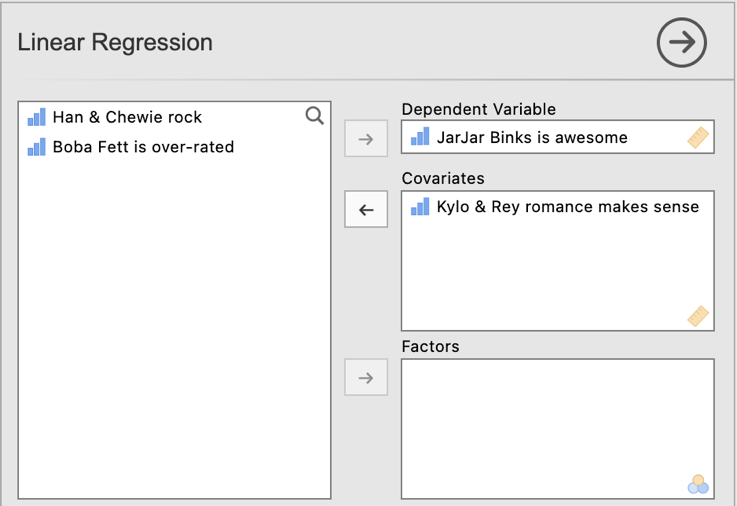 Linear Regression
Han & Chewie rock
Boba Fett is over-rated
Dependent Variable
JarJar Binks is awesome
Covariates
Kylo & Rey romance makes sense
Factors